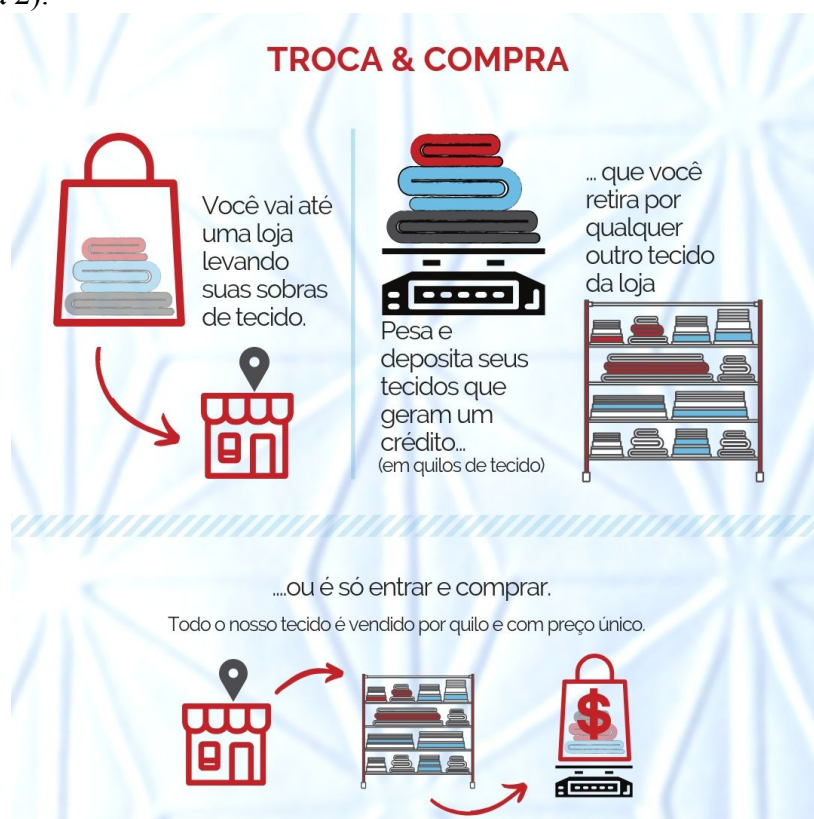 a 2).
TROCA & COMPRA
Você vai até
uma loja
levando
suas sobras
de tecido.
Pesa e
deposita seus
tecidos que
geram um
crédito...
(em quilos de tecido)
... que você
retira por
qualquer
outro tecido
da loja
....ou é só entrar e comprar.
Todo o nosso tecido é vendido por quilo e com preço único.
$